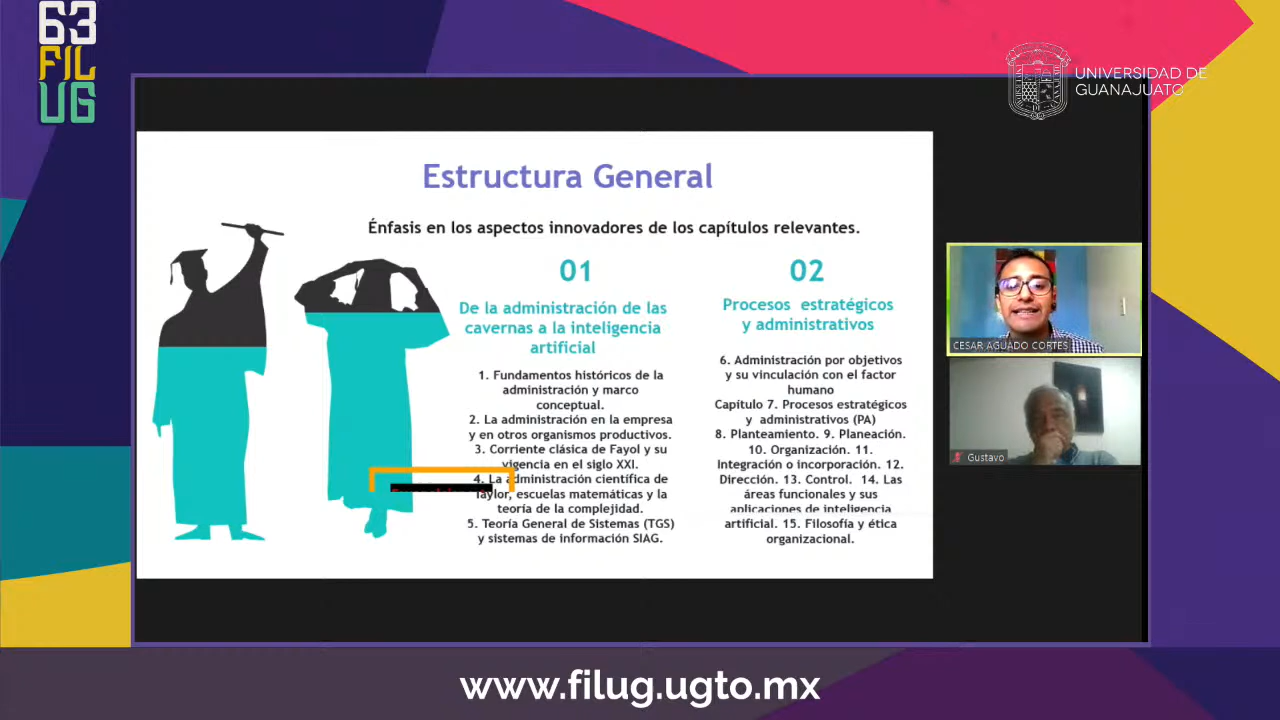 63
FIL
UG
UNIVERSIDAD DE
GUANAJUATO
Estructura General
Énfasis en los aspectos innovadores de los capítulos relevantes.
01
De la administración de las
cavernas a la inteligencia
artificial
1. Fundamentos históricos de la
administración y marco
conceptual.
2. La administración en la empresa
y en otros organismos productivos.
3. Corriente clásica de Fayol y su
vigencia en el siglo XXI.
4. La administración científica de
Taylor, escuelas matemáticas y la
teoría de la complejidad.
5. Teoría General de Sistemas (TGS)
y sistemas de información SIAG.
02
Procesos estratégicos
y administrativos
6. Administración por objetivos
y su vinculación con el factor
humano
Capítulo 7. Procesos estratégicos
y administrativos (PA)
8. Planteamiento. 9. Planeación.
10. Organización. 11.
Integración o incorporación. 12.
Dirección. 13. Control. 14. Las
áreas funcionales y sus
aplicaciones de inteligencia
artificial. 15. Filosofía y ética
organizacional.
CESAR AGUADO CORTES
Gustavo
www.filug.ugto.mx